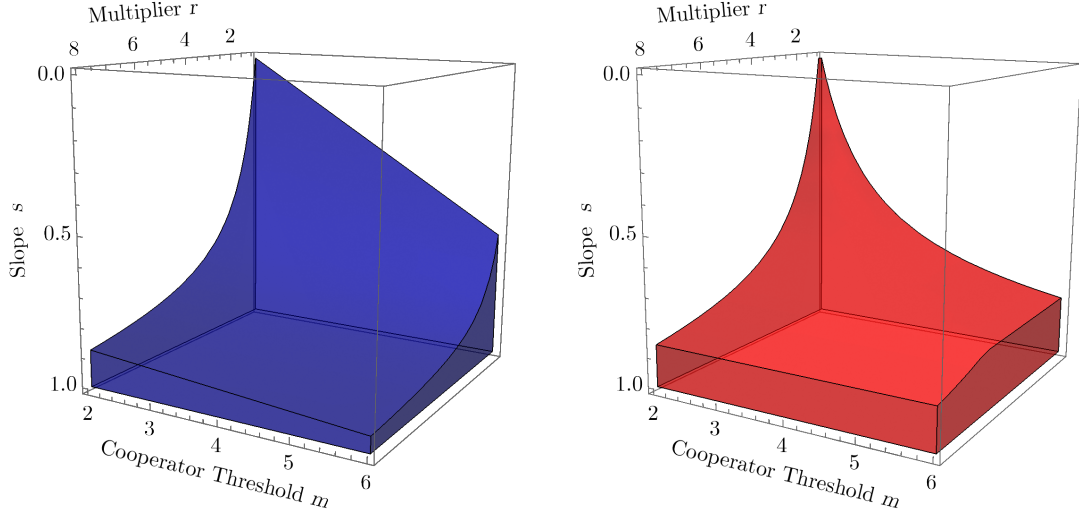 Multiplier r
8 6 4 2
0.0
0.5
1.0
Slope s
2 3 4 5 6
Cooperator Threshold m
Multiplier r
8 6 4 2
0.0
0.5
1.0
Slope s
2 3 4 5 6
Cooperator Threshold m